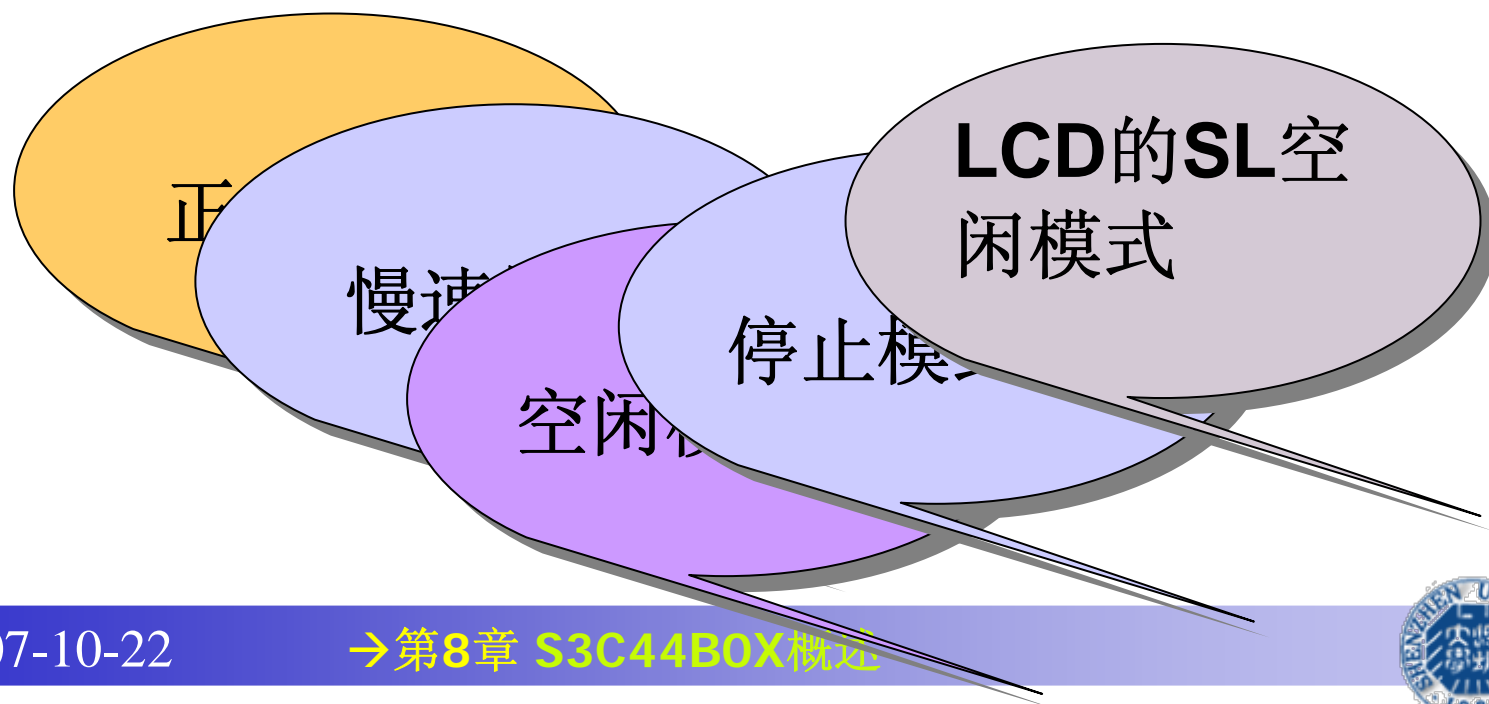 正
慢速
空闲
停止模
LCD的SL空
闲模式
07-10-22
→第8章 S3C44B0X概述
SHENZHEN U